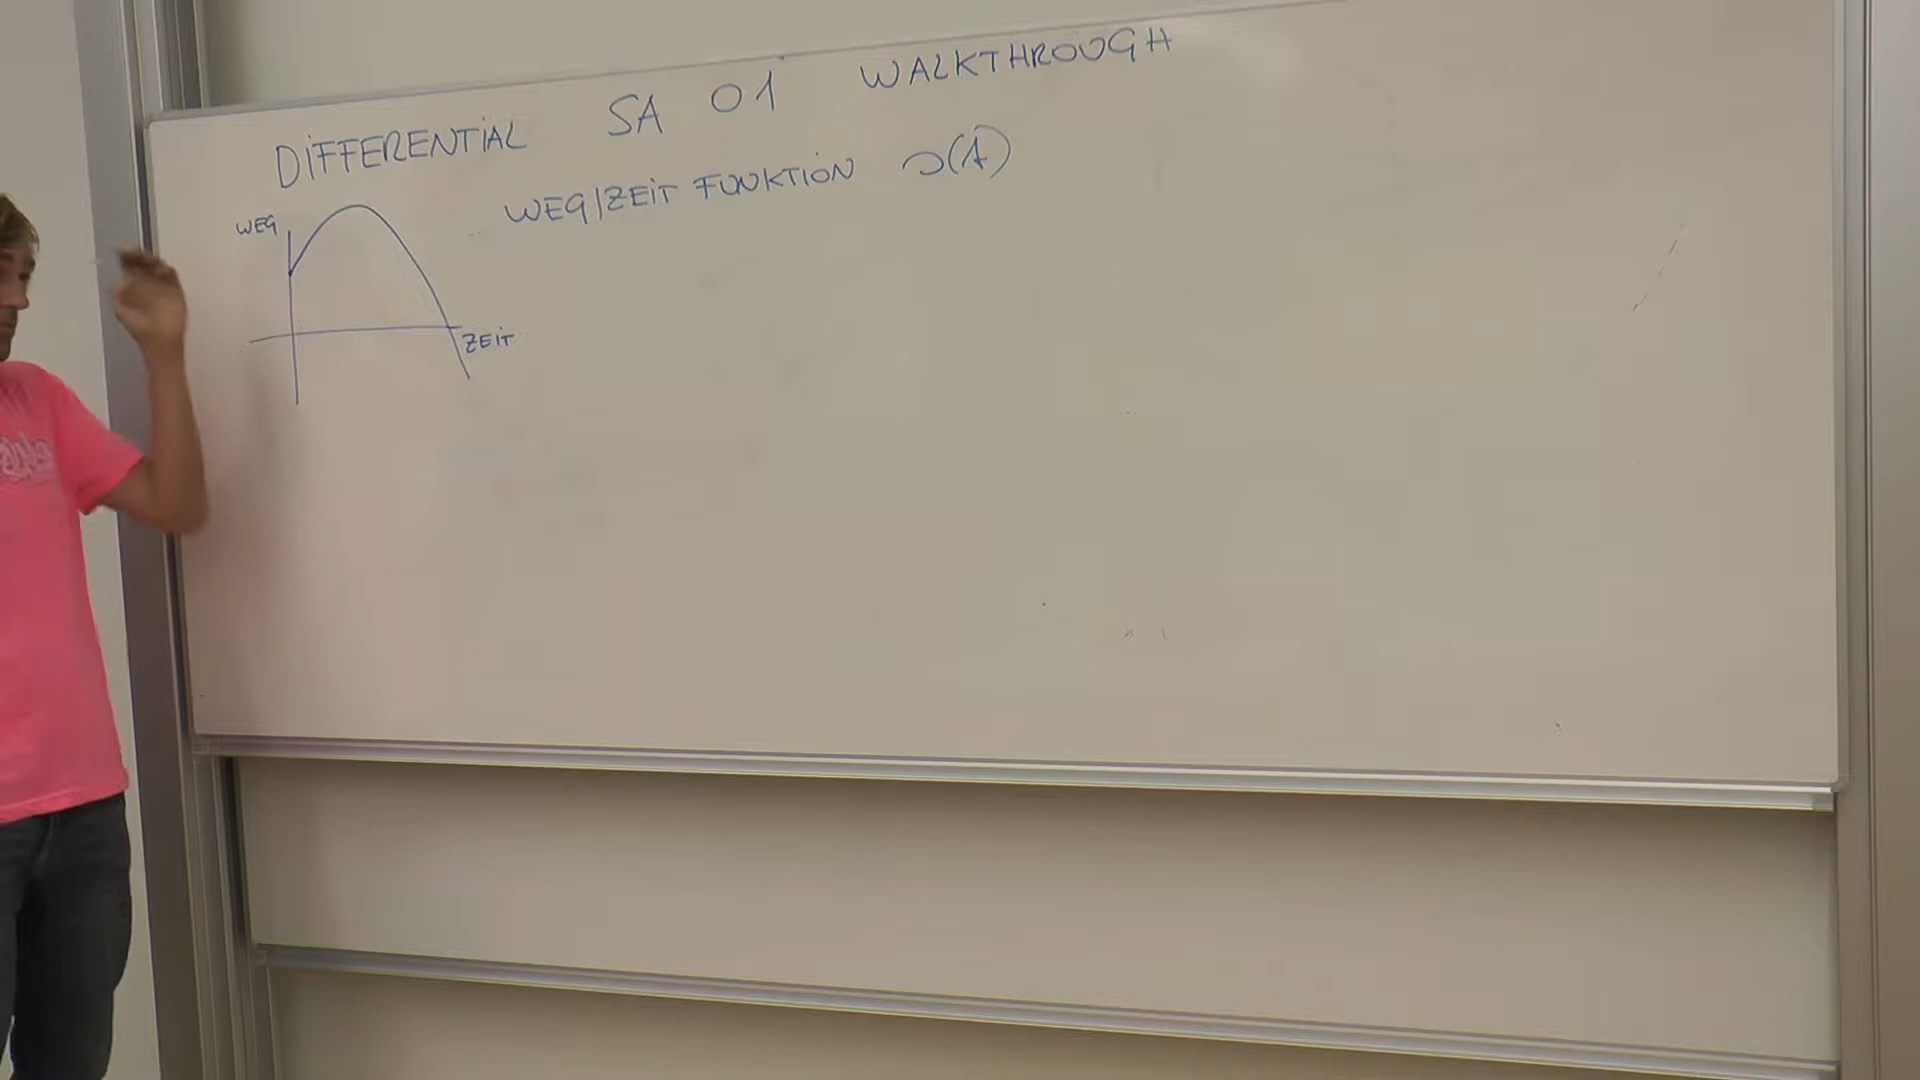 DIFFERENTIAL SA 01 WALKTHROUGH
WEG/ZEIT FUNKTION s(t)
WEG
ZEIT